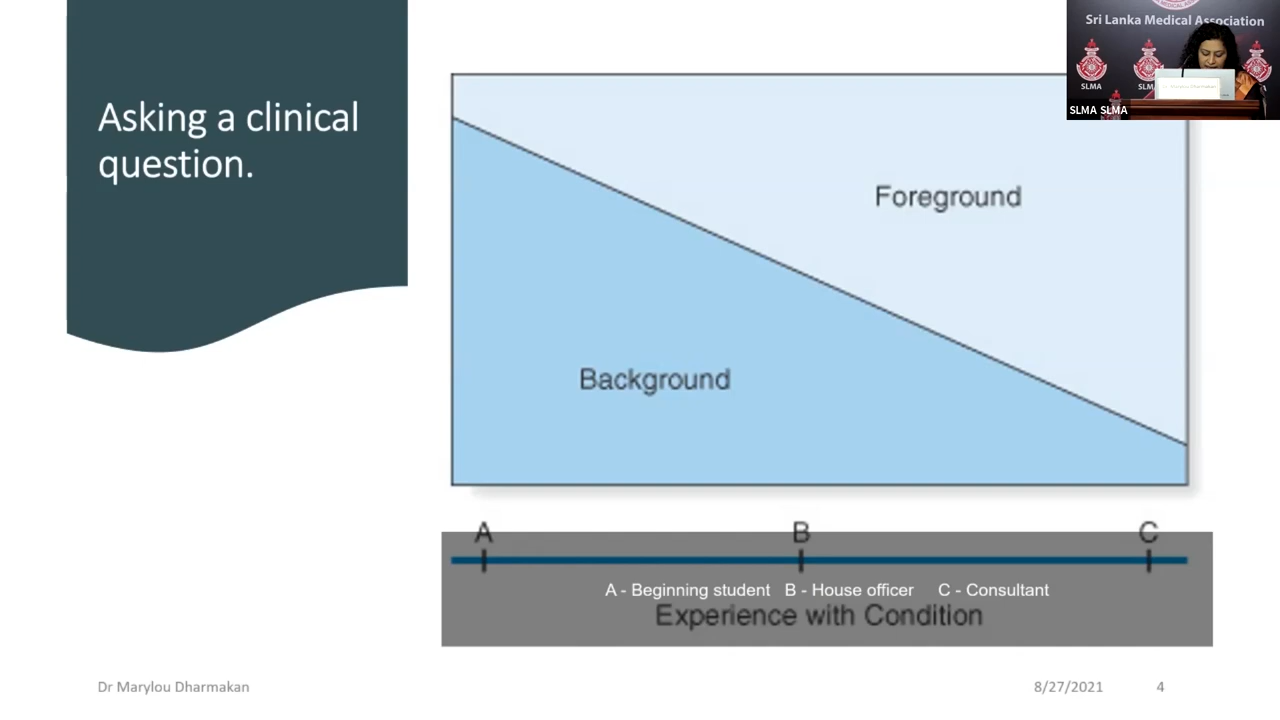 Asking a clinical
question.
Foreground
Background
A
B
C
A - Beginning student B - House officer C - Consultant
Experience with Condition
Dr Marylou Dharmakan
8/27/2021
4
Sri Lanka Medical Association
SLMA
SLM
SLMA SLMA